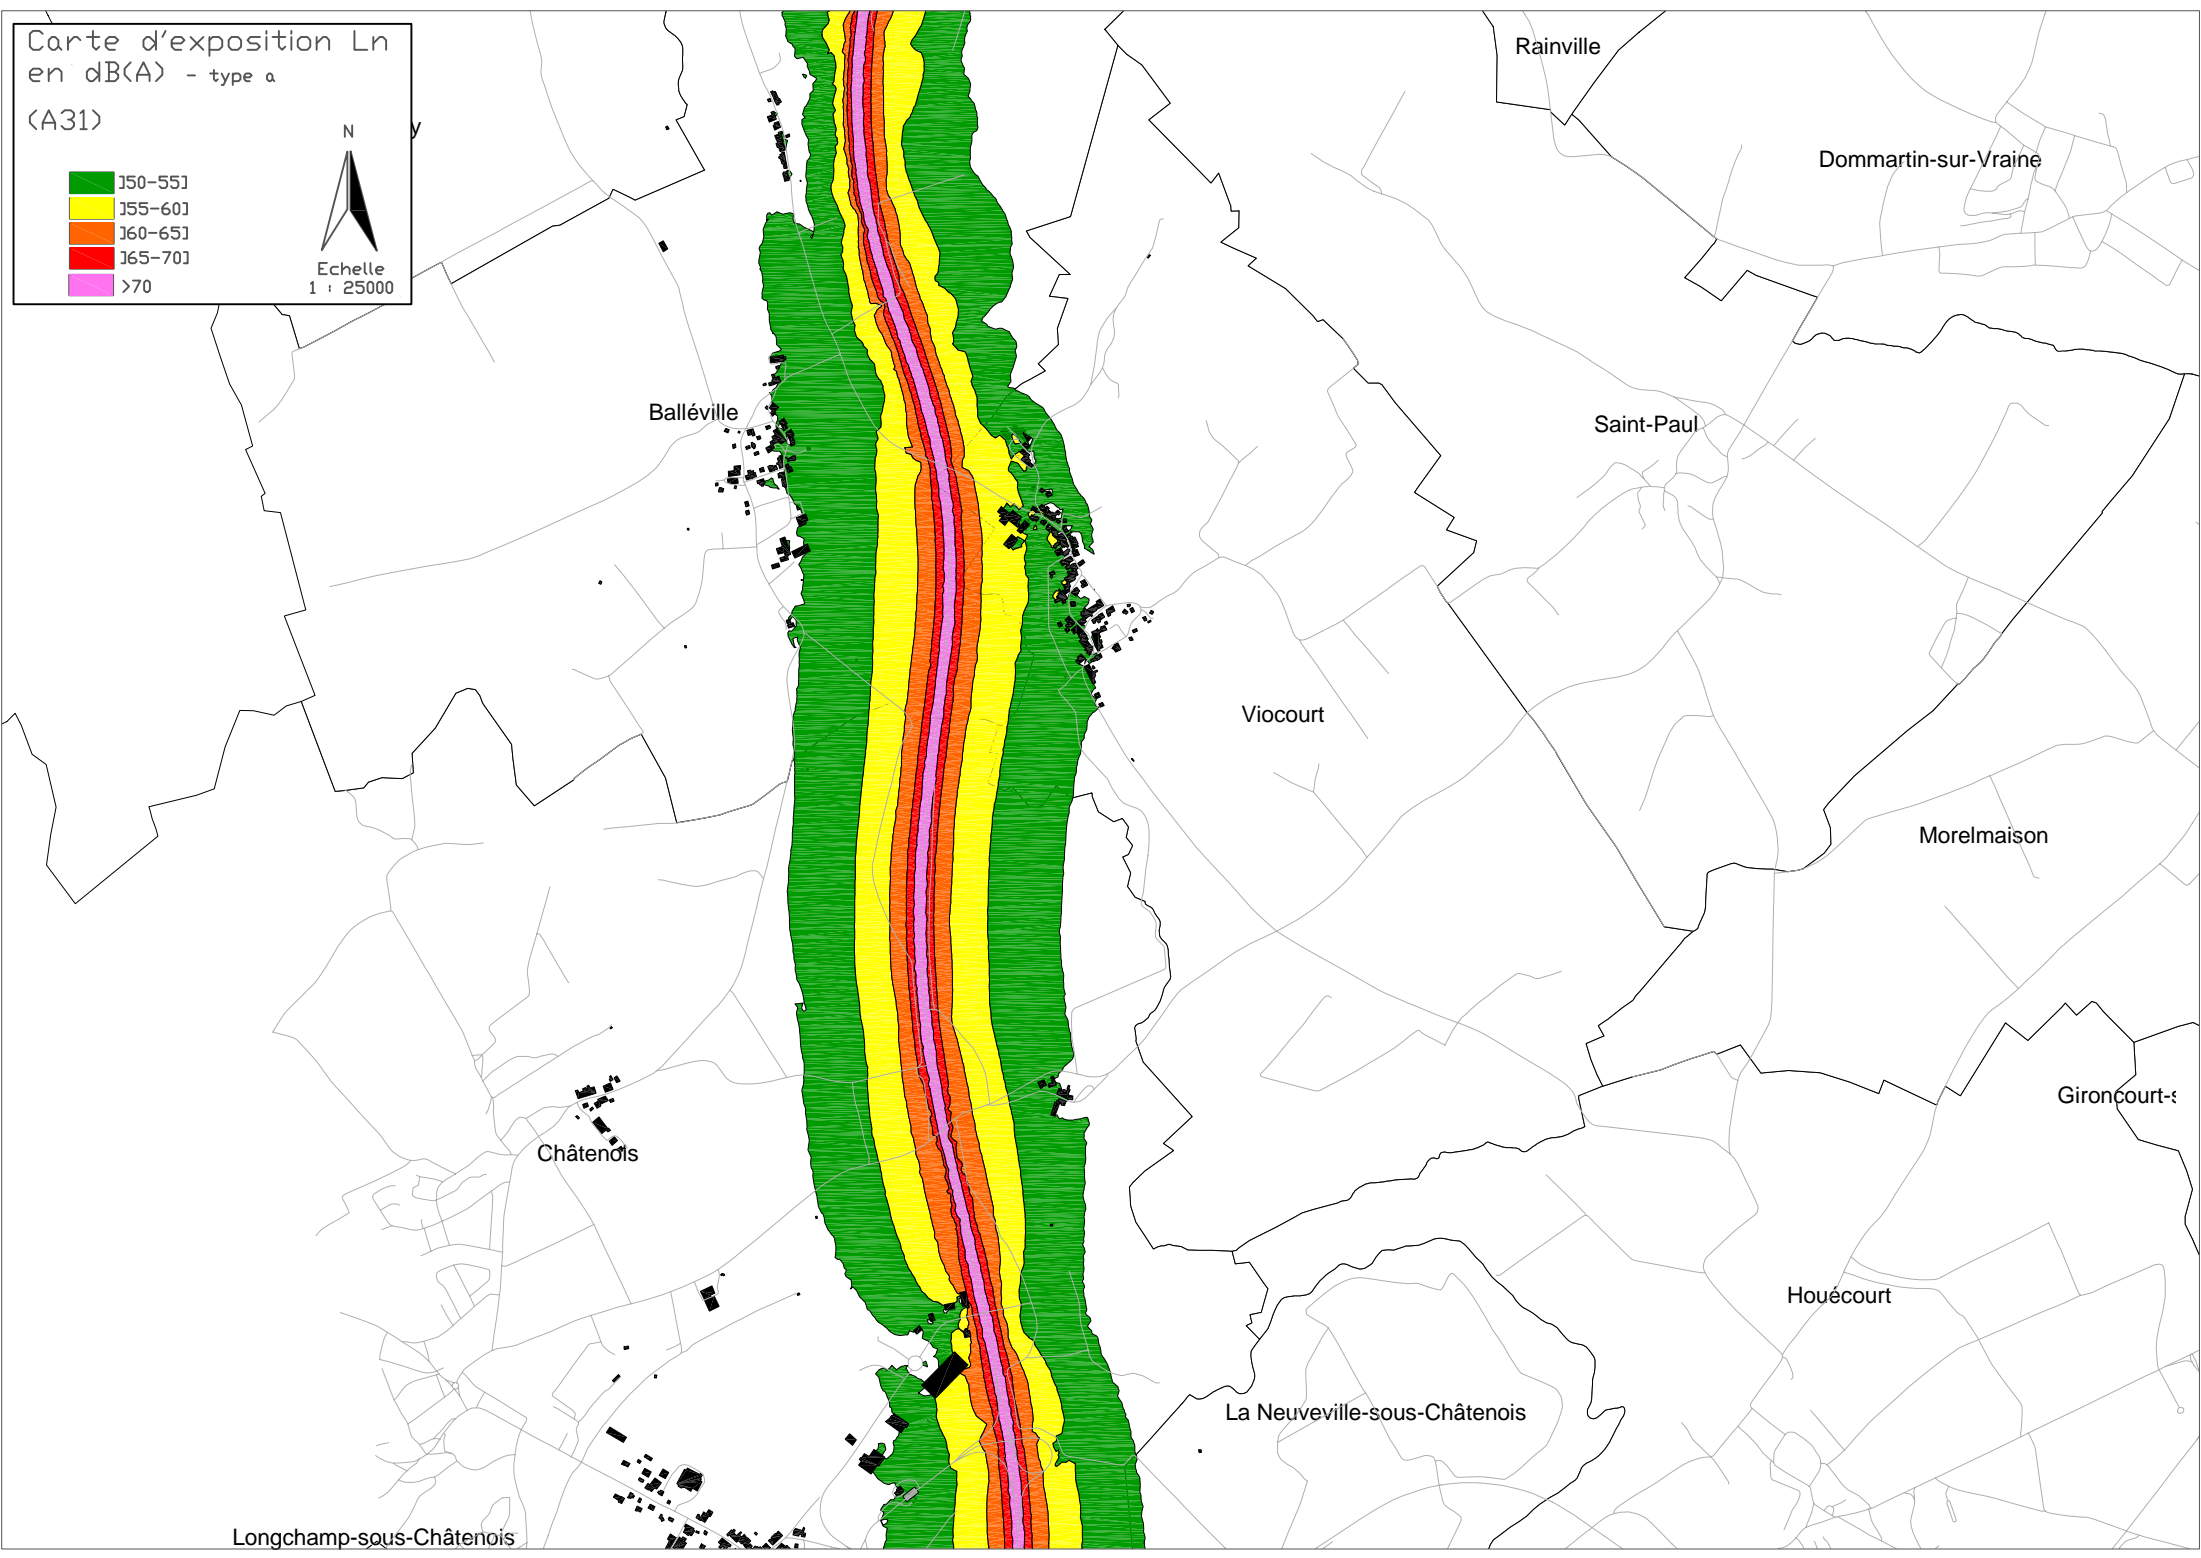 Carte d'exposition Ln
en dB(A) - type a
(A31)
y
N
]50-55]
]55-60]
]60-65]
]65-70]
>70
Echelle
1 : 25000
Rainville
Dommartin-sur-Vraine
Balléville
Saint-Paul
Viocourt
Morelmaison
Gironcourt-s
Châtenois
Houécourt
La Neuveville-sous-Châtenois
Longchamp-sous-Châtenois